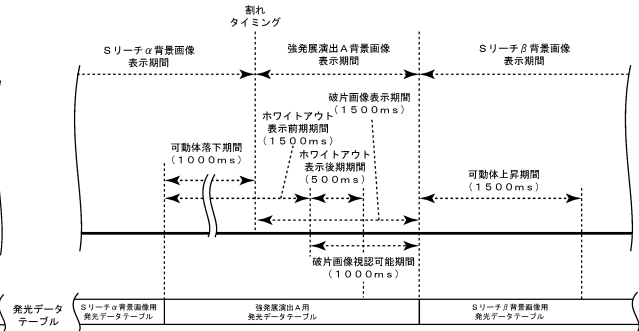 割れ
タイミング
Sリーチα背景画像
表示期間
強発展演出A背景画像
表示期間
Sリーチβ背景画像
表示期間
破片画像表示期間
(1500ms)
ホワイトアウト
表示前期期間
(1500ms)
可動体落下期間
(1000ms)
ホワイトアウト
表示後期期間
(500ms)
可動体上昇期間
(1500ms)
破片画像視認可能期間
(1000ms)
発光データ
テーブル
Sリーチα背景画像用
発光データテーブル
強発展演出A用
発光データテーブル
Sリーチβ背景画像用
発光データテーブル